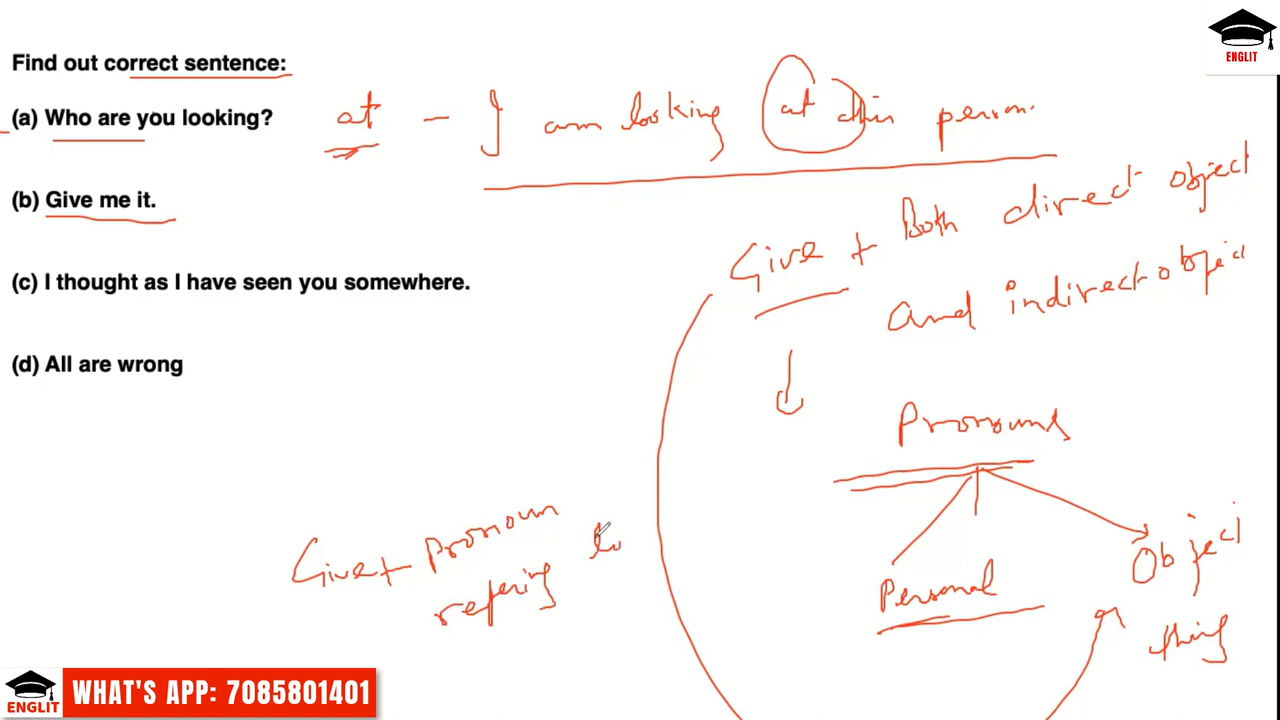 ENGLIT
Find out correct sentence:
(a) Who are you looking? at – I am looking at this person.
(b) Give me it.
Give + Both direct object
and indirect object
(c) I thought as I have seen you somewhere.
(d) All are wrong
Pronouns
Personal
Object
thing
Give + Pronoun
refering to
ENGLIT
WHAT'S APP: 7085801401